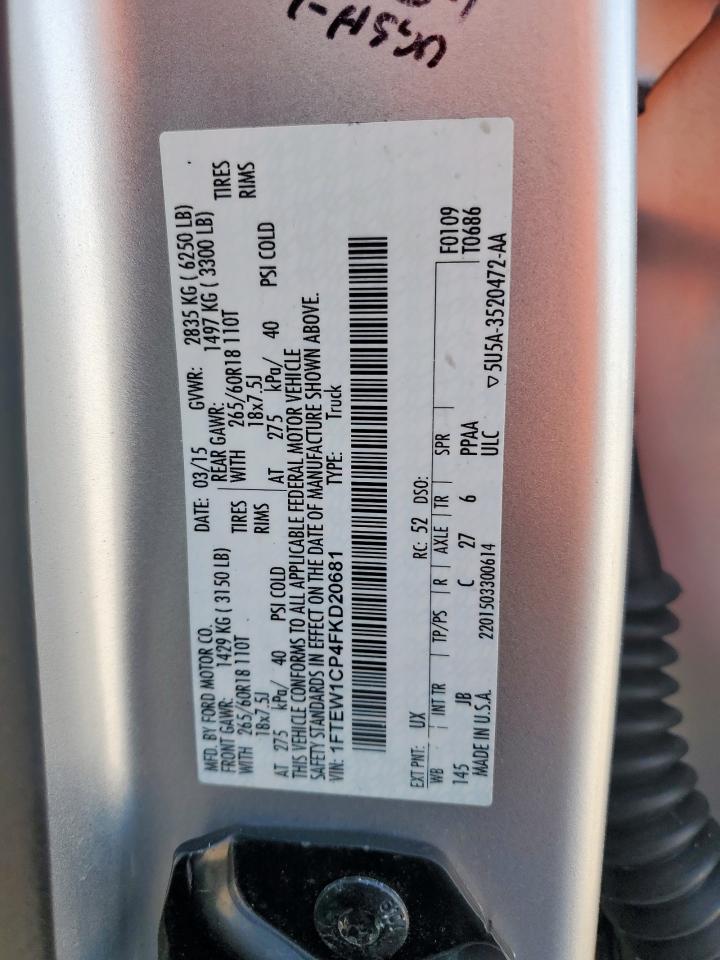 MFD. BY FORD MOTOR CO.
DATE: 03/15 GVWR: 2835 KG ( 6250 LB)
FRONT GAWR: 1429 KG ( 3150 LB)
REAR GAWR: 1497 KG ( 3300 LB)
WITH 265/60R18 110T TIRES
WITH 265/60R18 110T TIRES
18x7.5J RIMS
18x7.5J RIMS
AT 275 kPa/ 40 PSI COLD
AT 275 kPa/ 40 PSI COLD
THIS VEHICLE CONFORMS TO ALL APPLICABLE FEDERAL MOTOR VEHICLE
SAFETY STANDARDS IN EFFECT ON THE DATE OF MANUFACTURE SHOWN ABOVE.
VIN: 1FTEW1CP4FKD20681 TYPE: Truck
EXT PNT: UX RC: 52 DSO:
WB INT TR TP/PS R AXLE TR SPR F0109
145 JB C 27 6 PPAA T0686
MADE IN U.S.A. 2201503300614 ULC
▽5U5A-3520472-AA